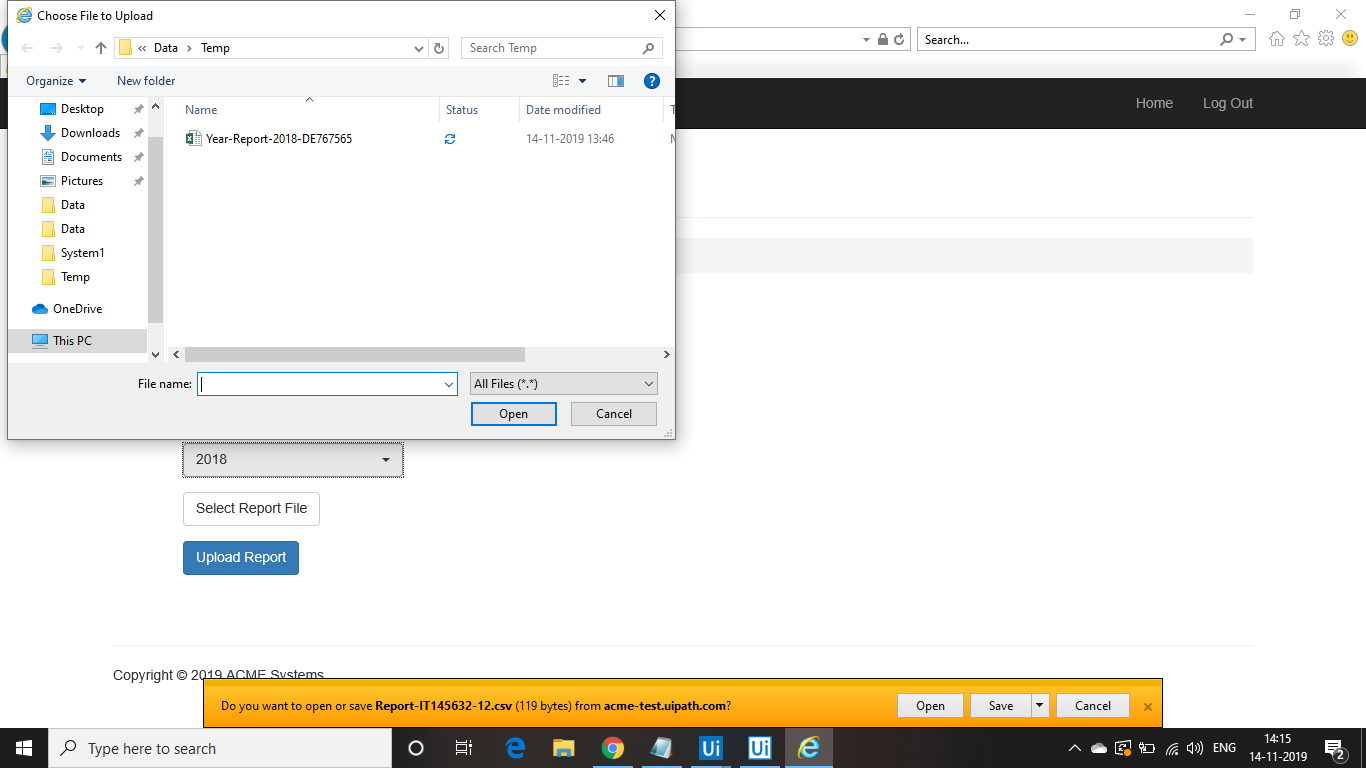 Choose File to Upload
« Data › Temp
Search Temp
Search...
Organize
New folder
Home
Log Out
Name
Status
Date modified
Desktop
Downloads
Documents
Pictures
Data
Data
System1
Temp
OneDrive
This PC
Year-Report-2018-DE767565
14-11-2019 13:46
File name:
All Files (*.*)
Open
Cancel
2018
Select Report File
Upload Report
Copyright © 2019 ACME Systems
Do you want to open or save Report-IT145632-12.csv (119 bytes) from acme-test.uipath.com?
Open
Save
Cancel
Type here to search
Ui
Ui
ENG
14:15
14-11-2019
2